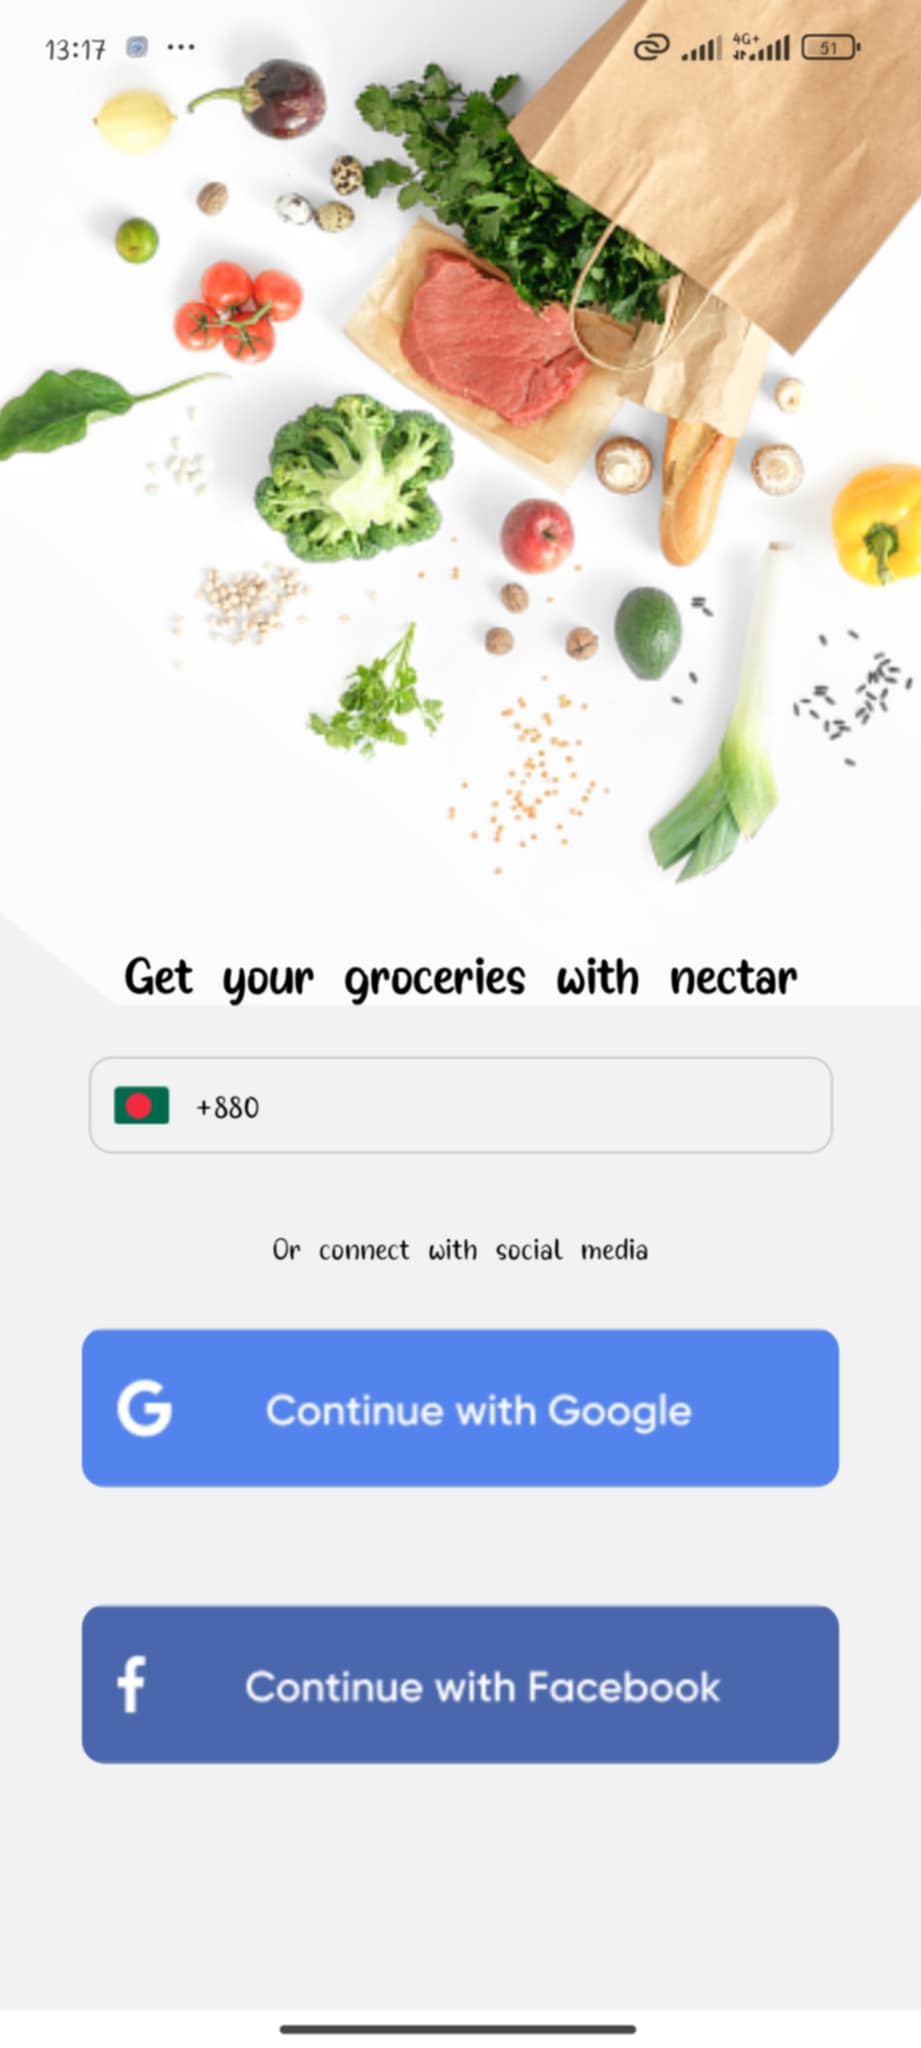 13:17
4G+
51
Get your groceries with nectar
+880
Or connect with social media
G Continue with Google
f Continue with Facebook